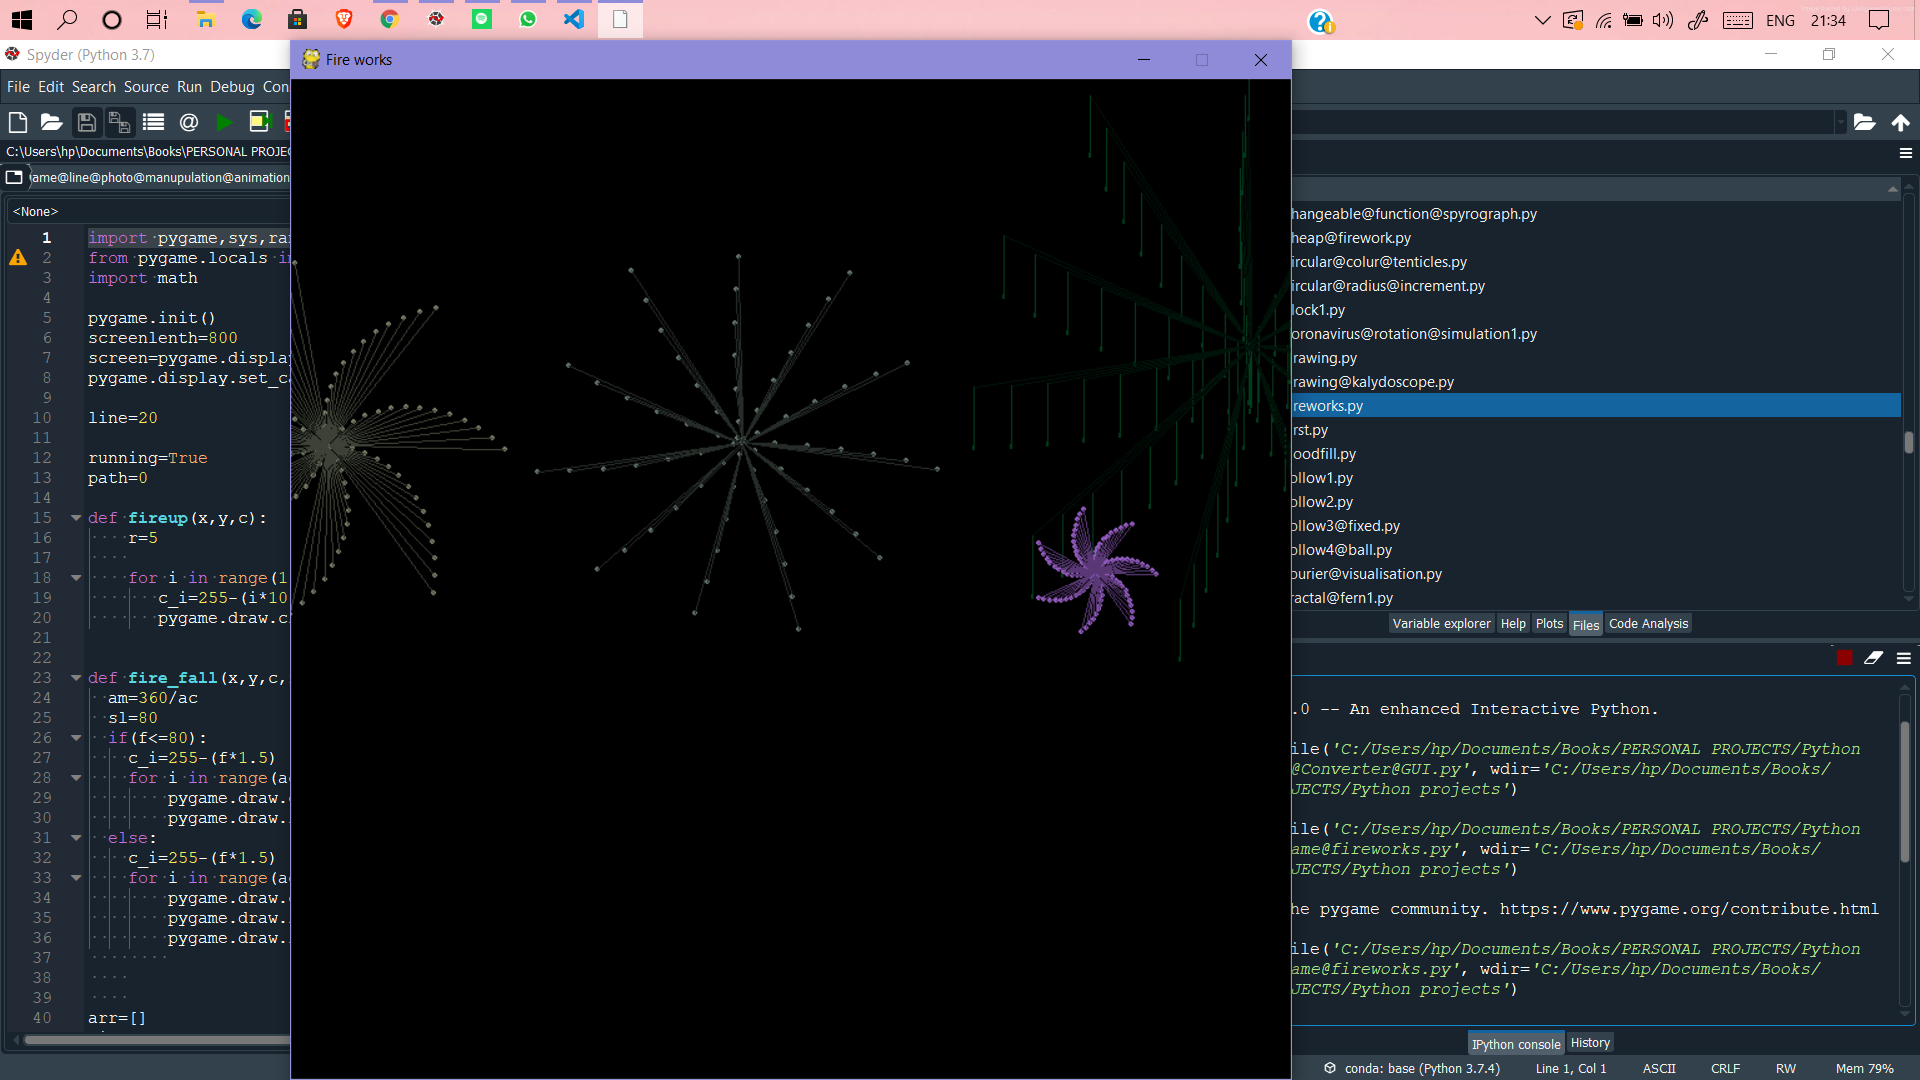 ENG 21:34
Spyder (Python 3.7)
Fire works
File Edit Search Source Run Debug Con
C:\Users\hp\Documents\Books\PERSONAL PROJE
ame@line@photo@manupulation@animation
<None>
1 import pygame,sys,ran
2 from pygame.locals i
3 import math
4
5 pygame.init()
6 screenlenth=800
7 screen=pygame.display
8 pygame.display.set_ca
9
10 line=20
11
12 running=True
13 path=0
14
15 def fireup(x,y,c):
16 r=5
17
18 for i in range(1
19 c_i=255-(i*10
20 pygame.draw.c
21
22
23 def fire_fall(x,y,c,
24 am=360/ac
25 sl=80
26 if(f<=80):
27 c_i=255-(f*1.5)
28 for i in range(ac
29 pygame.draw.
30 pygame.draw.
31 else:
32 c_i=255-(f*1.5)
33 for i in range(ac
34 pygame.draw.
35 pygame.draw.
36 pygame.draw.
37
38
39
40 arr=[]
hangeable@function@spyrograph.py
heap@firework.py
ircular@colur@tenticles.py
ircular@radius@increment.py
lock1.py
oronavirus@rotation@simulation1.py
rawing.py
rawing@kalydoscope.py
reworks.py
rst.py
oodfill.py
ollow1.py
ollow2.py
ollow3@fixed.py
ollow4@ball.py
ourier@visualisation.py
ractal@fern1.py
Variable explorer Help Plots Files Code Analysis
.0 -- An enhanced Interactive Python.
ile('C:/Users/hp/Documents/Books/PERSONAL PROJECTS/Python
@Converter@GUI.py', wdir='C:/Users/hp/Documents/Books/
JECTS/Python projects')
ile('C:/Users/hp/Documents/Books/PERSONAL PROJECTS/Python
ame@fireworks.py', wdir='C:/Users/hp/Documents/Books/
JECTS/Python projects')
he pygame community. https://www.pygame.org/contribute.html
ile('C:/Users/hp/Documents/Books/PERSONAL PROJECTS/Python
ame@fireworks.py', wdir='C:/Users/hp/Documents/Books/
JECTS/Python projects')
IPython console History
conda: base (Python 3.7.4) Line 1, Col 1 ASCII CRLF RW Mem 79%